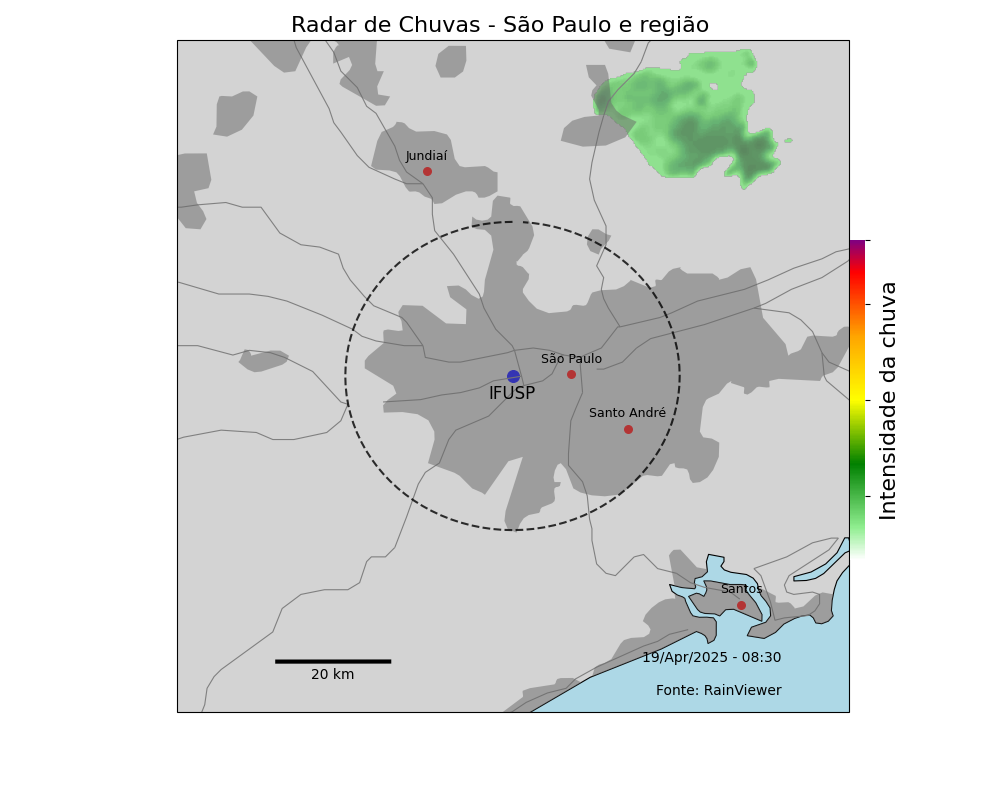 Radar de Chuvas - São Paulo e região
Jundiaí
São Paulo
IFUSP
Santo André
Intensidade da chuva
Santos
19/Apr/2025 - 08:30
20 km
Fonte: RainViewer